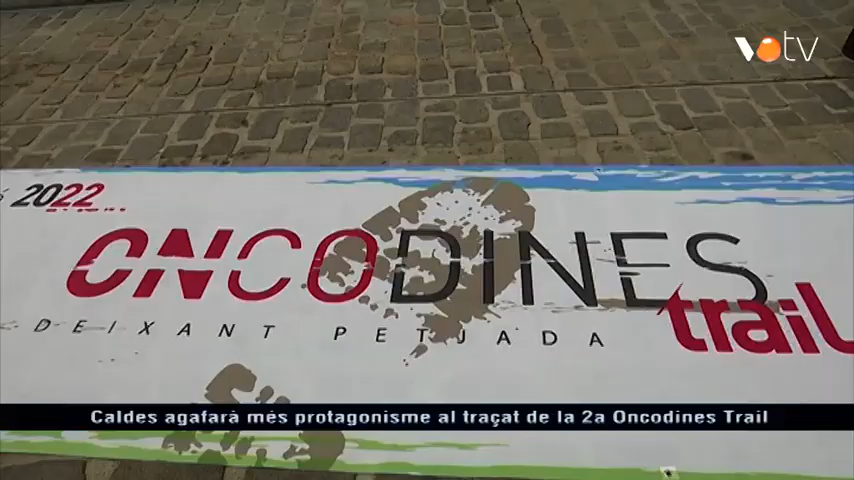 votv
2022
ONCODINES
trail
DEIXANT PETJADA
Caldes agafarà més protagonisme al traçat de la 2a Oncodines Trail